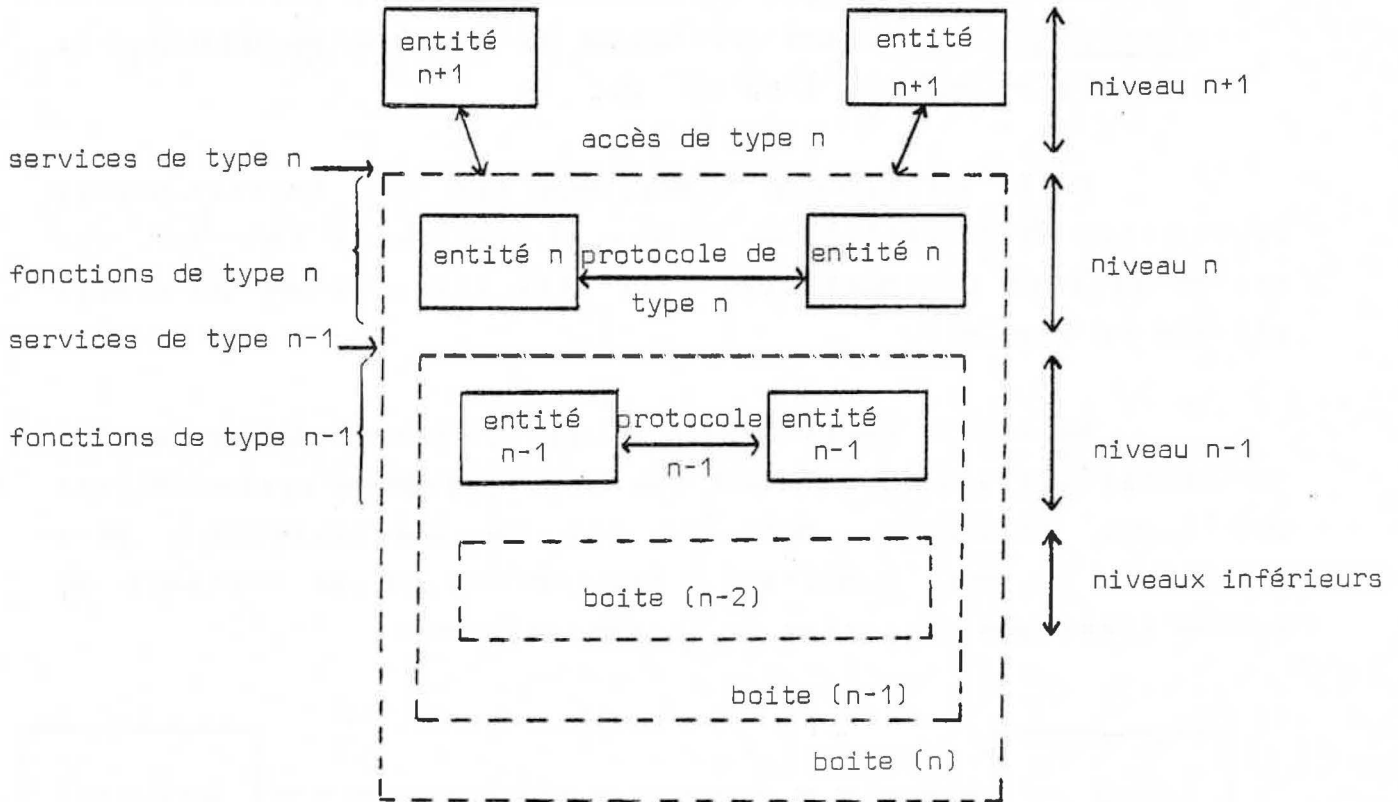 entité
n+1
entité
n+1
niveau n+1
accès de type n
services de type n
entité n
protocole de
type n
entité n
fonctions de type n
niveau n
services de type n-1
entité
n-1
protocole
n-1
entité
n-1
fonctions de type n-1
niveau n-1
boite (n-2)
niveaux inférieurs
boite (n-1)
boite (n)